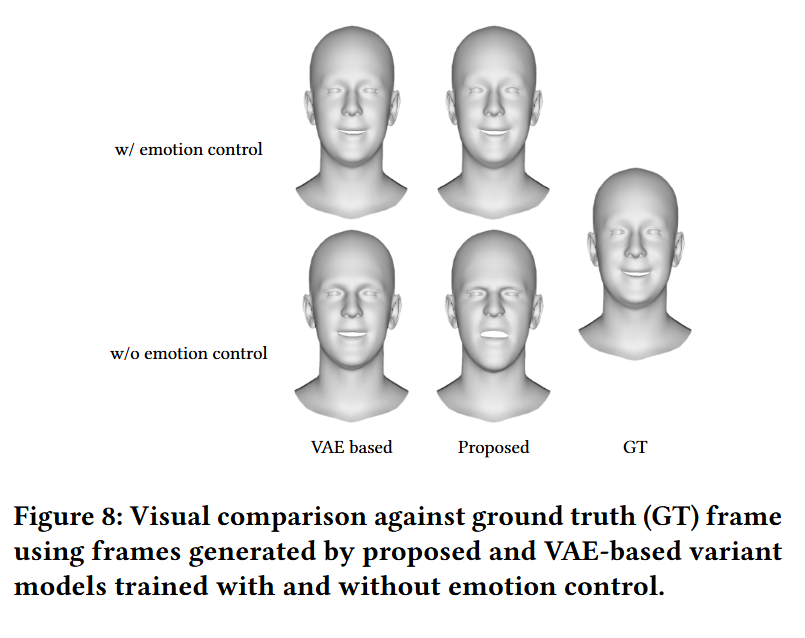 w/ emotion control
w/o emotion control
VAE based
Proposed
GT
Figure 8: Visual comparison against ground truth (GT) frame
using frames generated by proposed and VAE-based variant
models trained with and without emotion control.